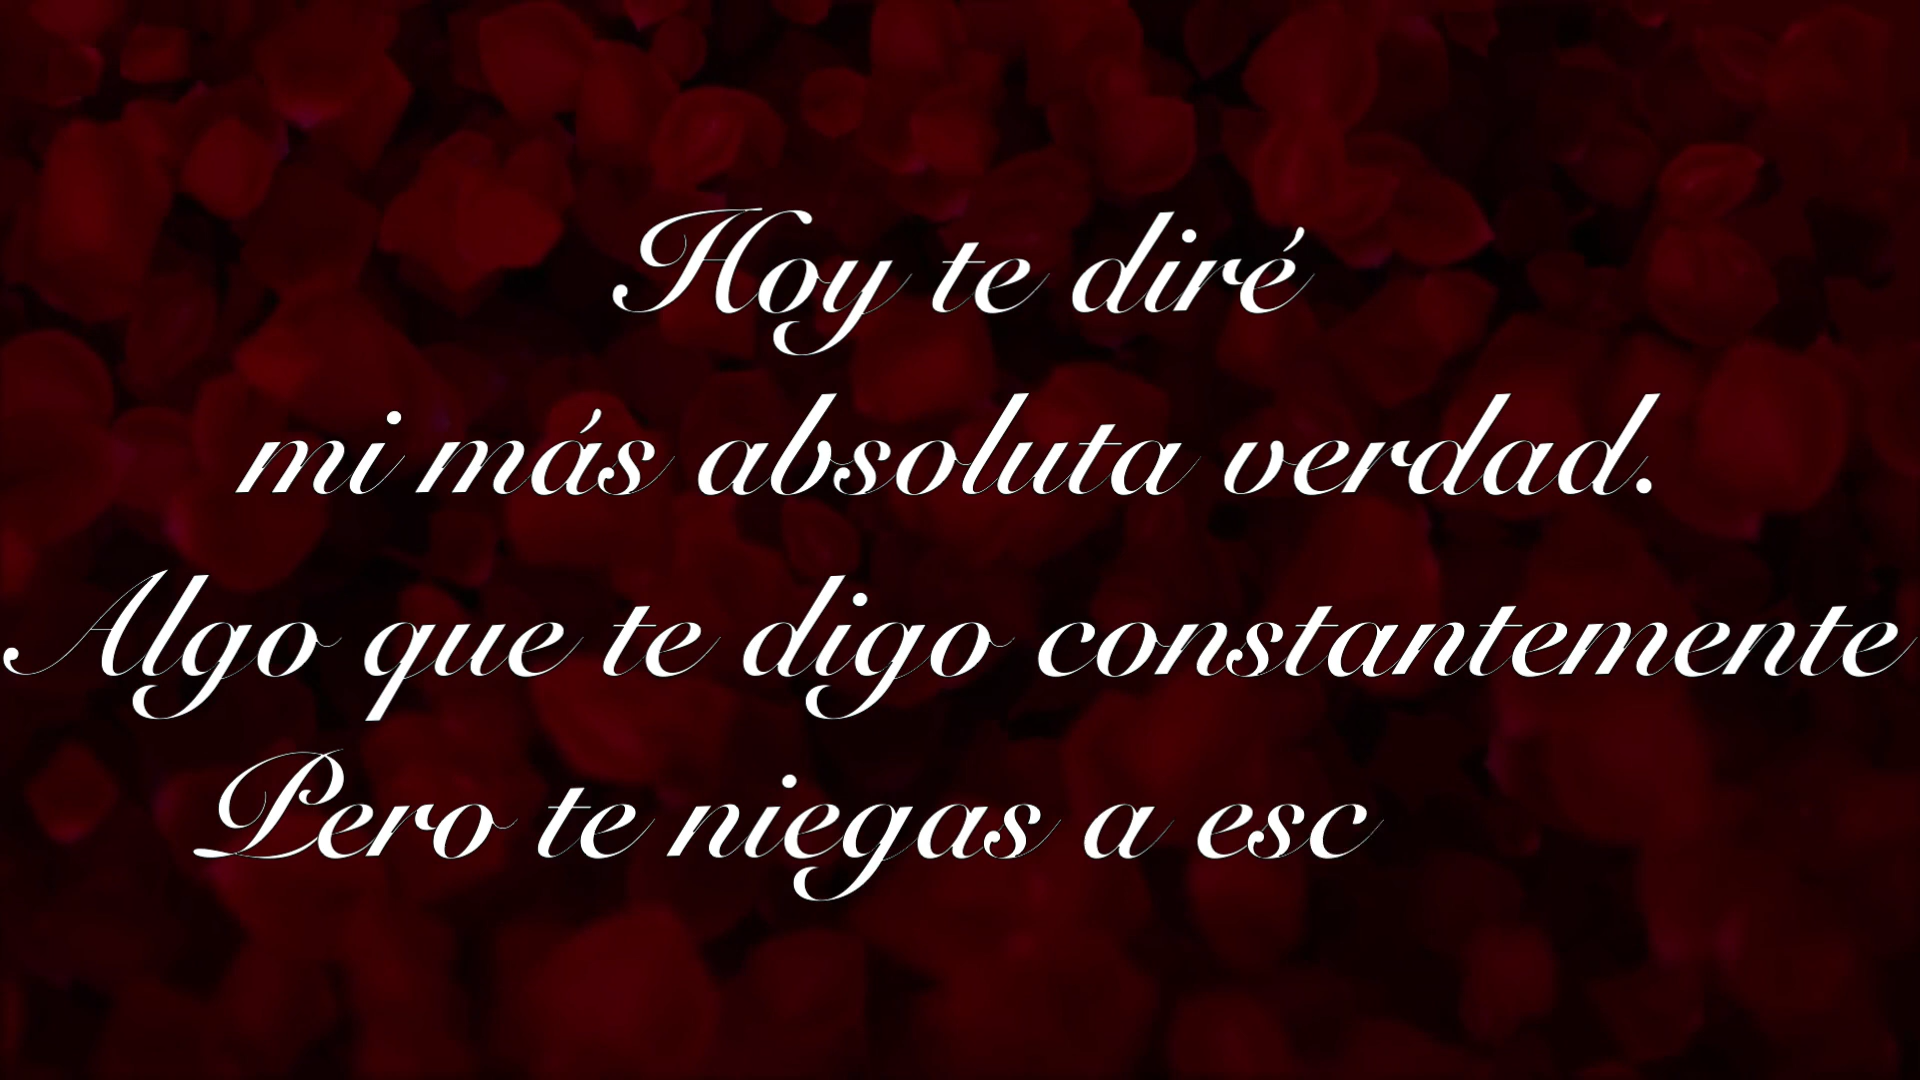 Hoy te diré
mi más absoluta verdad.
Algo que te digo constantemente
Pero te niegas a esc